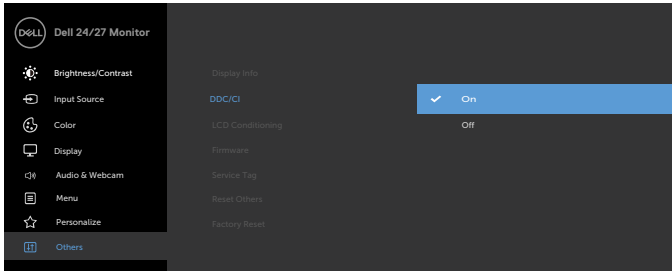 DELL Dell 24/27 Monitor
Brightness/Contrast
Input Source
Color
Display
Audio & Webcam
Menu
Personalize
Others
Display Info
DDC/CI
LCD Conditioning
Firmware
Service Tag
Reset Others
Factory Reset
On
Off